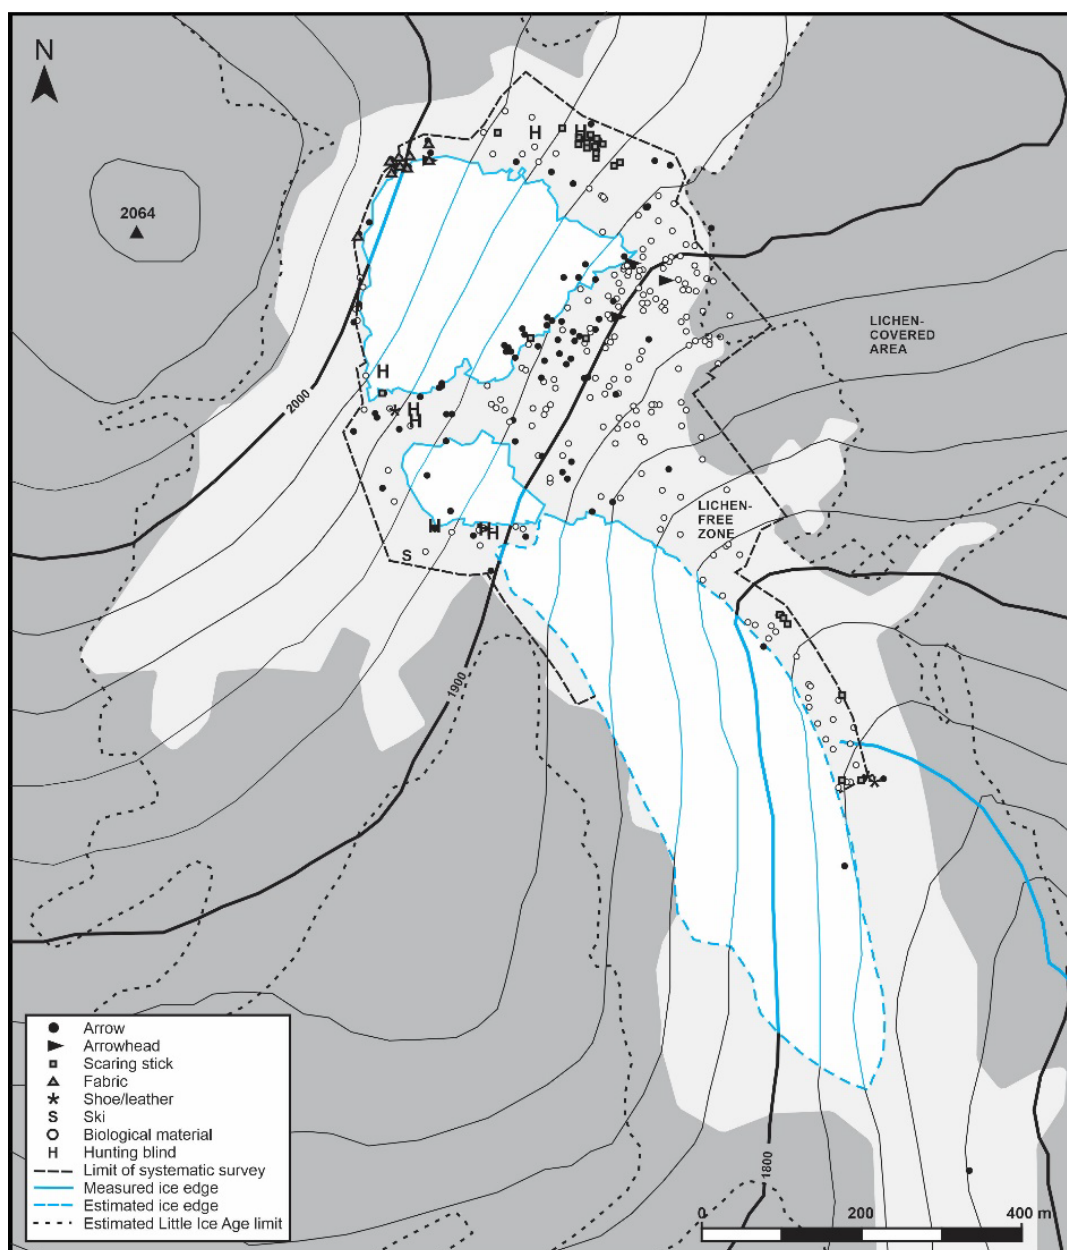 N
2064
H
H
H
H
H
2000
LICHEN-
COVERED
AREA
LICHEN-
FREE
ZONE
H
H
H
S
1900
1800
Arrow
Arrowhead
Scaring stick
Fabric
Shoe/leather
S Ski
Biological material
H Hunting blind
Limit of systematic survey
Measured ice edge
Estimated ice edge
Estimated Little Ice Age limit
0 200 400 m